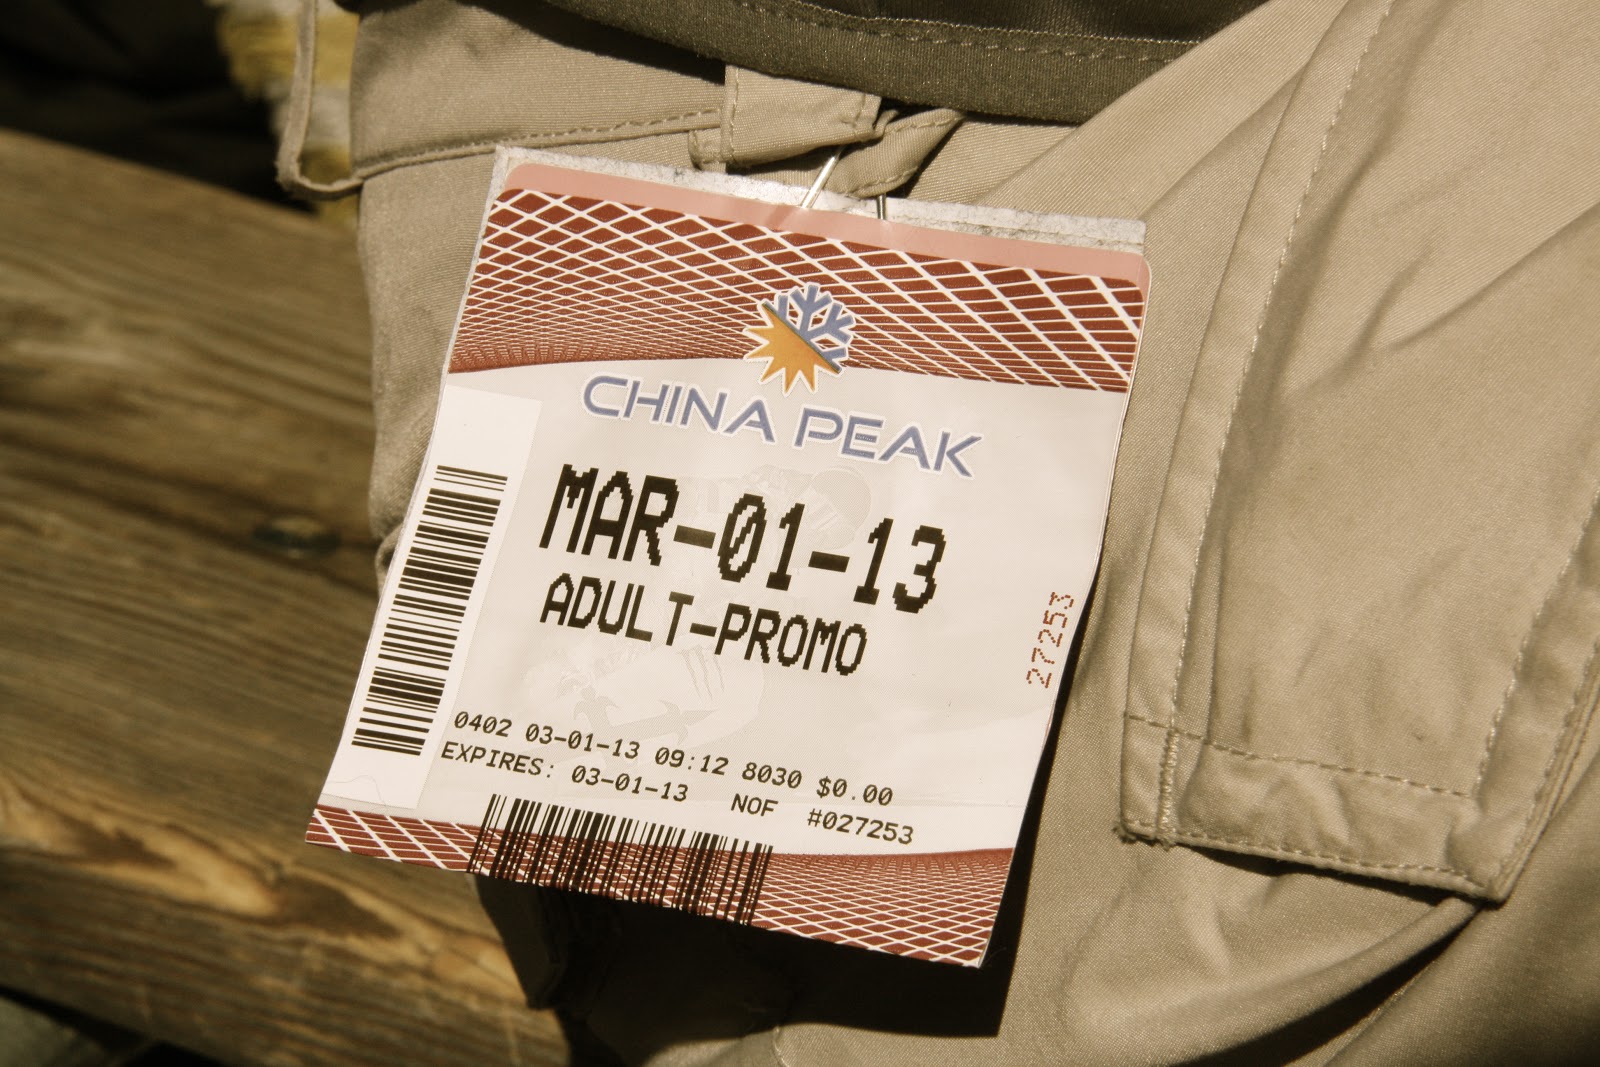 CHINA PEAK
MAR-01-13
ADULT-PROMO
27253
0402 03-01-13 09:12 8030 $0.00
EXPIRES: 03-01-13 NOF #027253